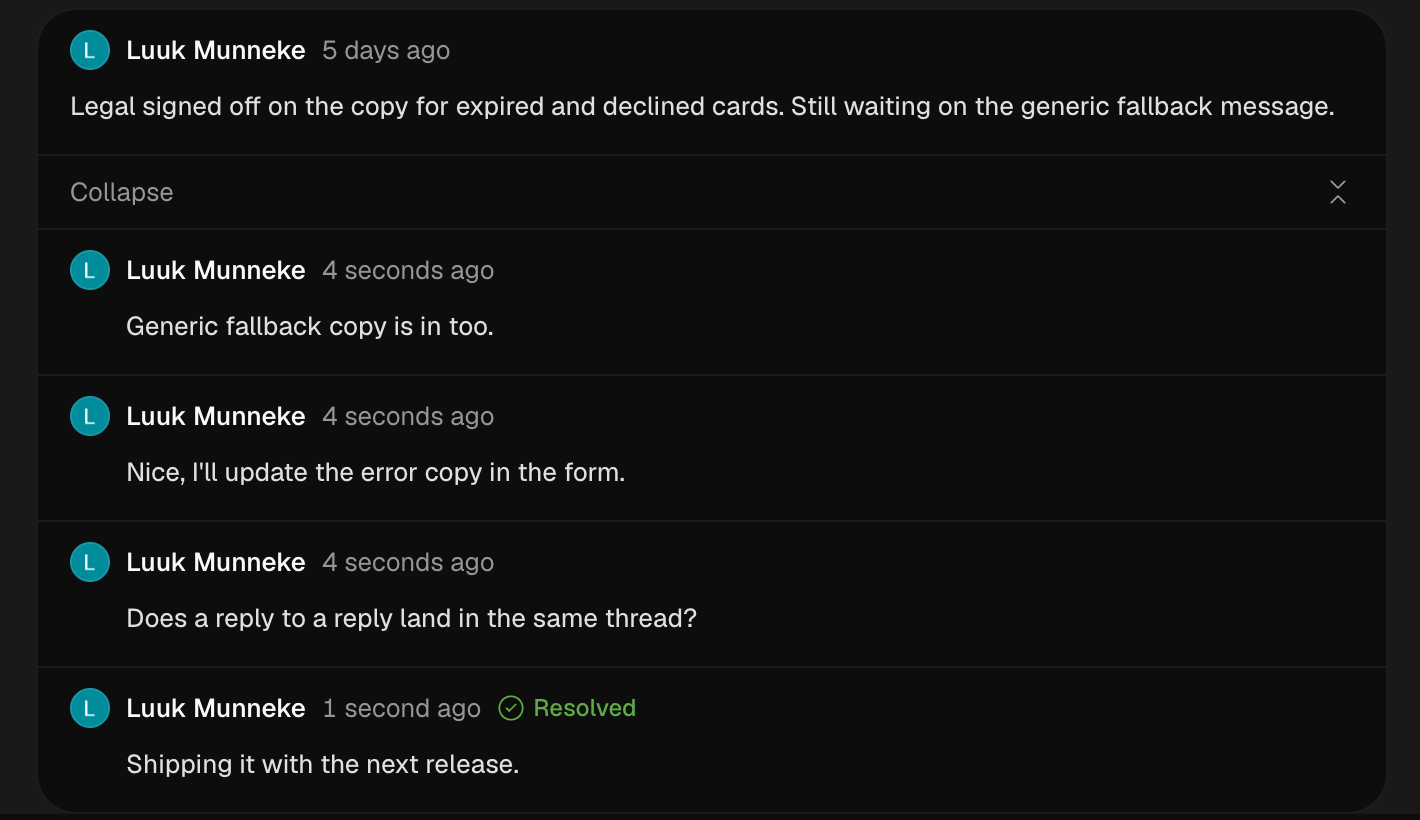 L Luuk Munneke 5 days ago
Legal signed off on the copy for expired and declined cards. Still waiting on the generic fallback message.
Collapse
L Luuk Munneke 4 seconds ago
Generic fallback copy is in too.
L Luuk Munneke 4 seconds ago
Nice, I'll update the error copy in the form.
L Luuk Munneke 4 seconds ago
Does a reply to a reply land in the same thread?
L Luuk Munneke 1 second ago Resolved
Shipping it with the next release.